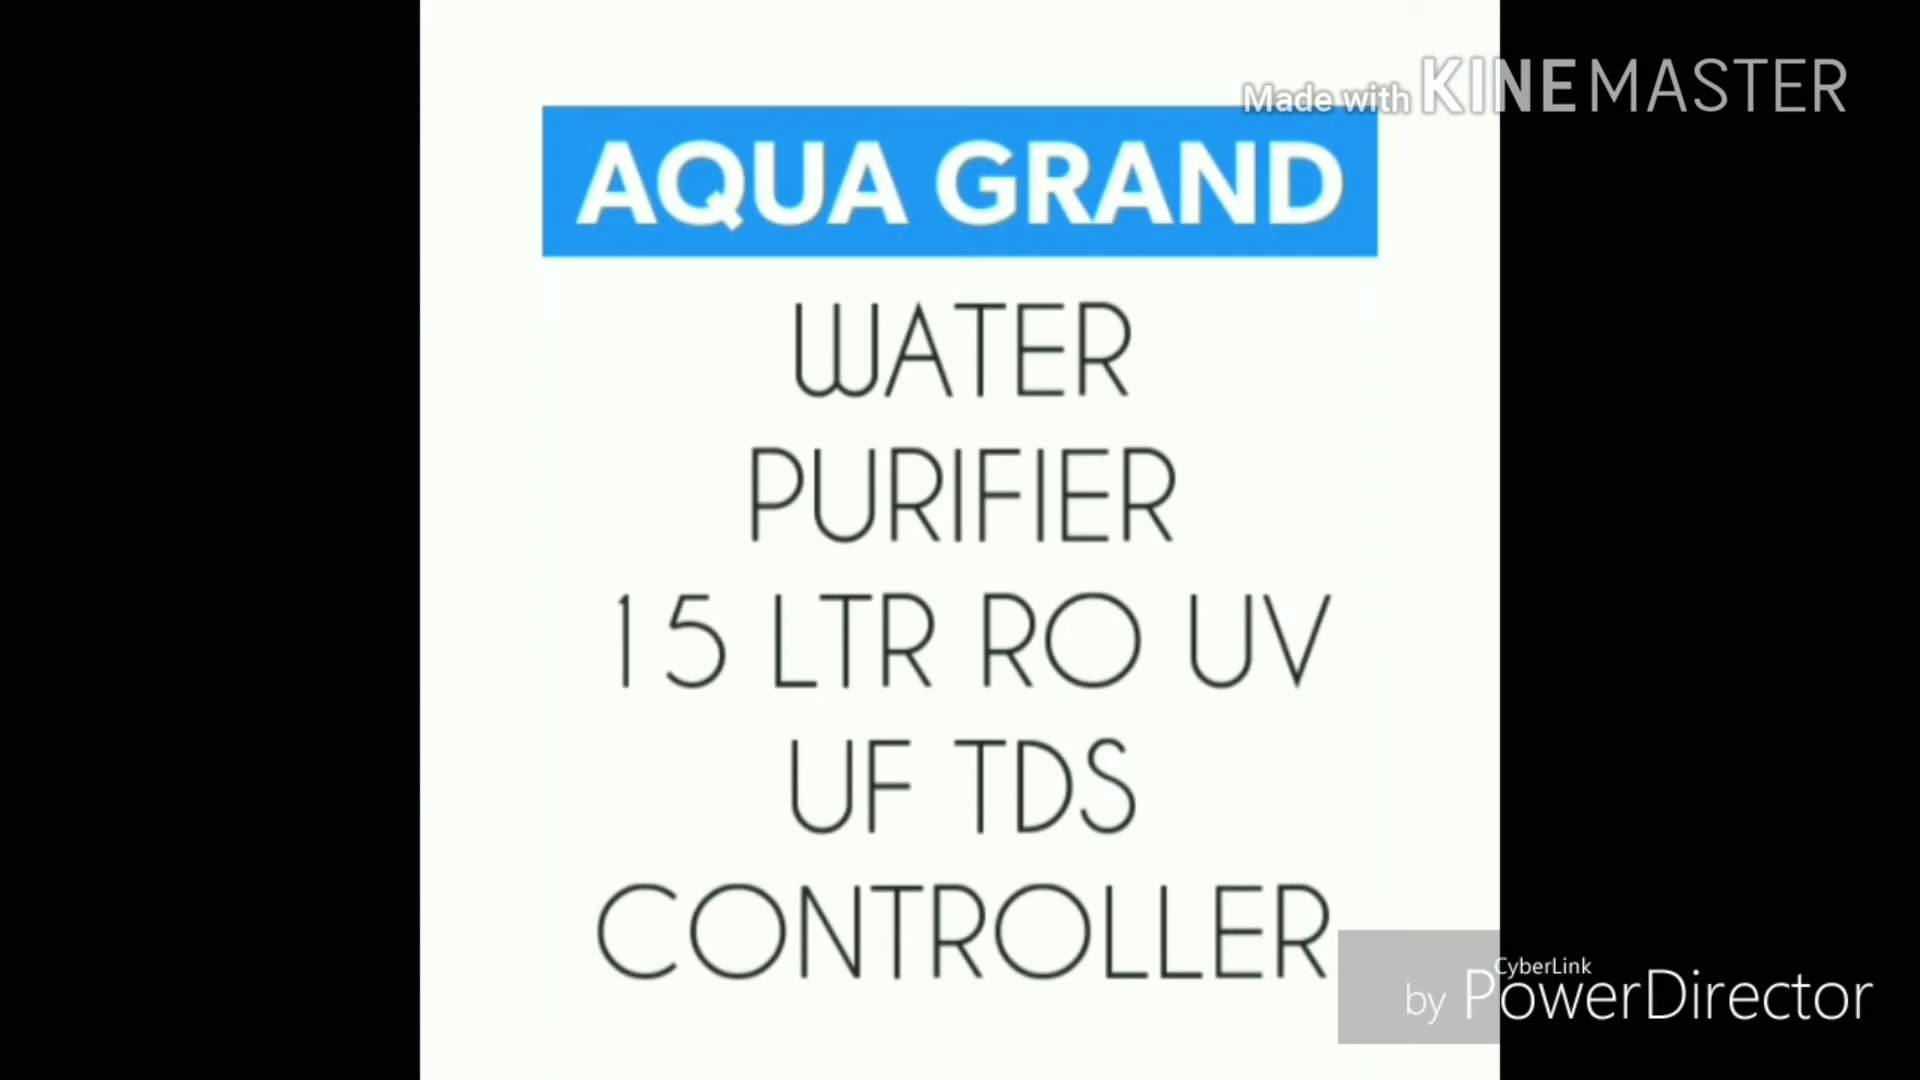 Made with KINEMASTER
AQUA GRAND
WATER
PURIFIER
15 LTR RO UV
UF TDS
CONTROLLER
CyberLink
by PowerDirector